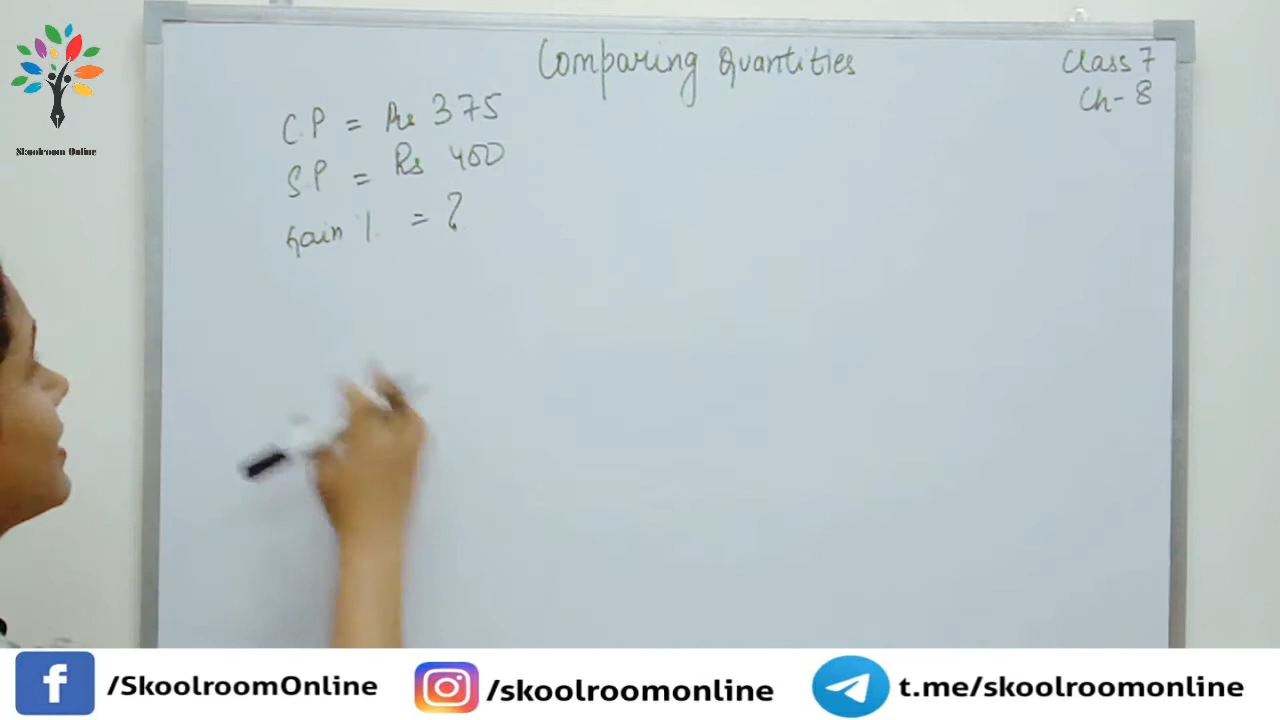 Comparing Quantities
Class 7
Ch- 8
C.P = Rs 375
S.P = Rs 400
Gain % = ?
Skoolroom Online
/SkoolroomOnline
/skoolroomonline
t.me/skoolroomonline